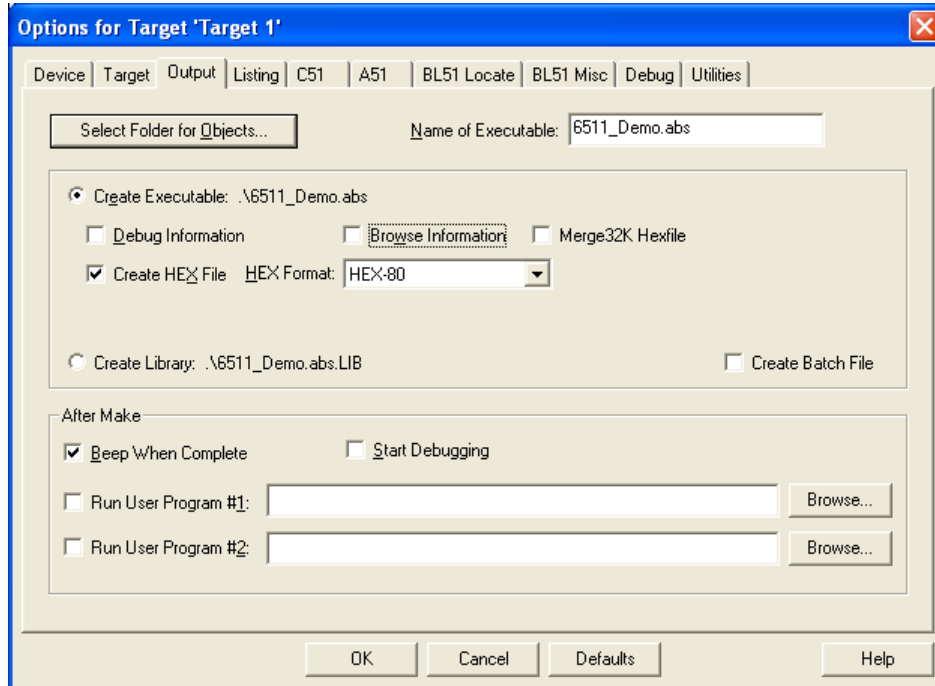 Options for Target 'Target 1'
Device Target Output Listing C51 A51 BL51 Locate BL51 Misc Debug Utilities
Select Folder for Objects... Name of Executable: 6511_Demo.abs
Create Executable: .\6511_Demo.abs
Debug Information Browse Information Merge32K Hexfile
Create HEX File HEX Format: HEX-80
Create Library: .\6511_Demo.abs.LIB Create Batch File
After Make
Beep When Complete Start Debugging
Run User Program #1: Browse...
Run User Program #2: Browse...
OK Cancel Defaults Help